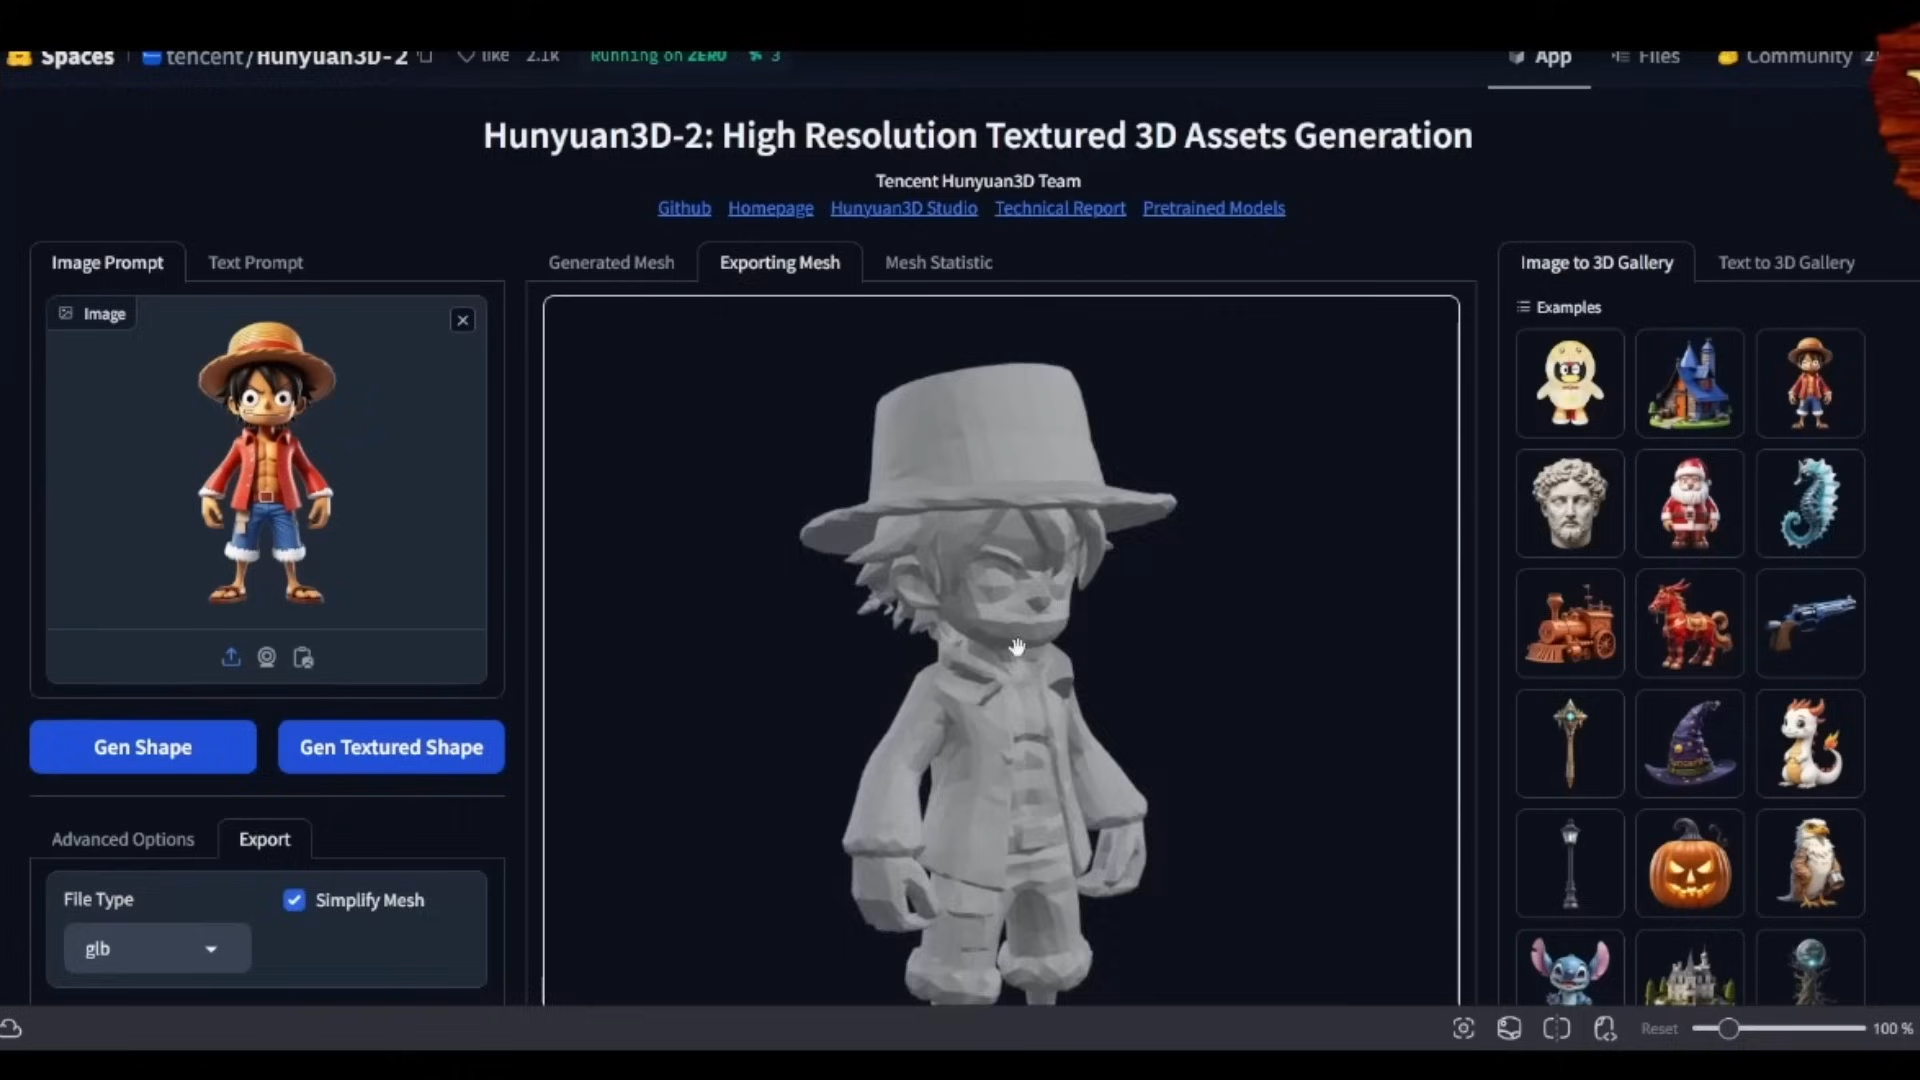 Spaces tencent/Hunyuan3D-2 like 2.1k Running on ZERO 3 App Files Community
Hunyuan3D-2: High Resolution Textured 3D Assets Generation
Tencent Hunyuan3D Team
Github Homepage Hunyuan3D Studio Technical Report Pretrained Models
Image Prompt Text Prompt
Image
Gen Shape Gen Textured Shape
Advanced Options Export
File Type Simplify Mesh
glb
Generated Mesh Exporting Mesh Mesh Statistic
Image to 3D Gallery Text to 3D Gallery
Examples
Reset 100 %